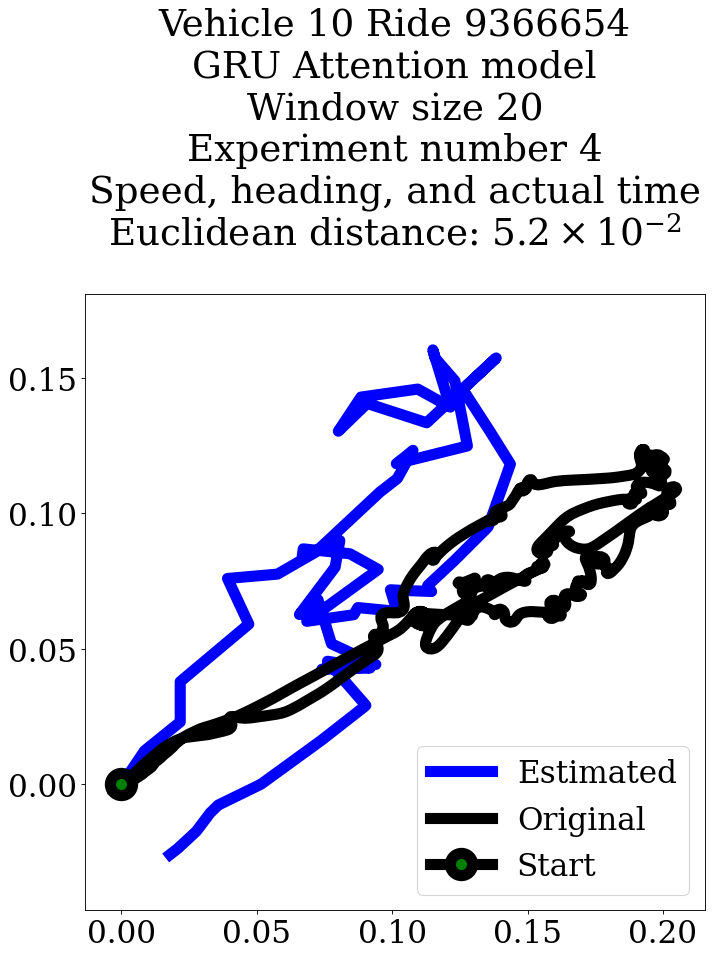 Vehicle 10 Ride 9366654
GRU Attention model
Window size 20
Experiment number 4
Speed, heading, and actual time
Euclidean distance: 5.2 × 10⁻²
0.15
0.10
0.05
0.00
Estimated
Original
Start
0.00 0.05 0.10 0.15 0.20